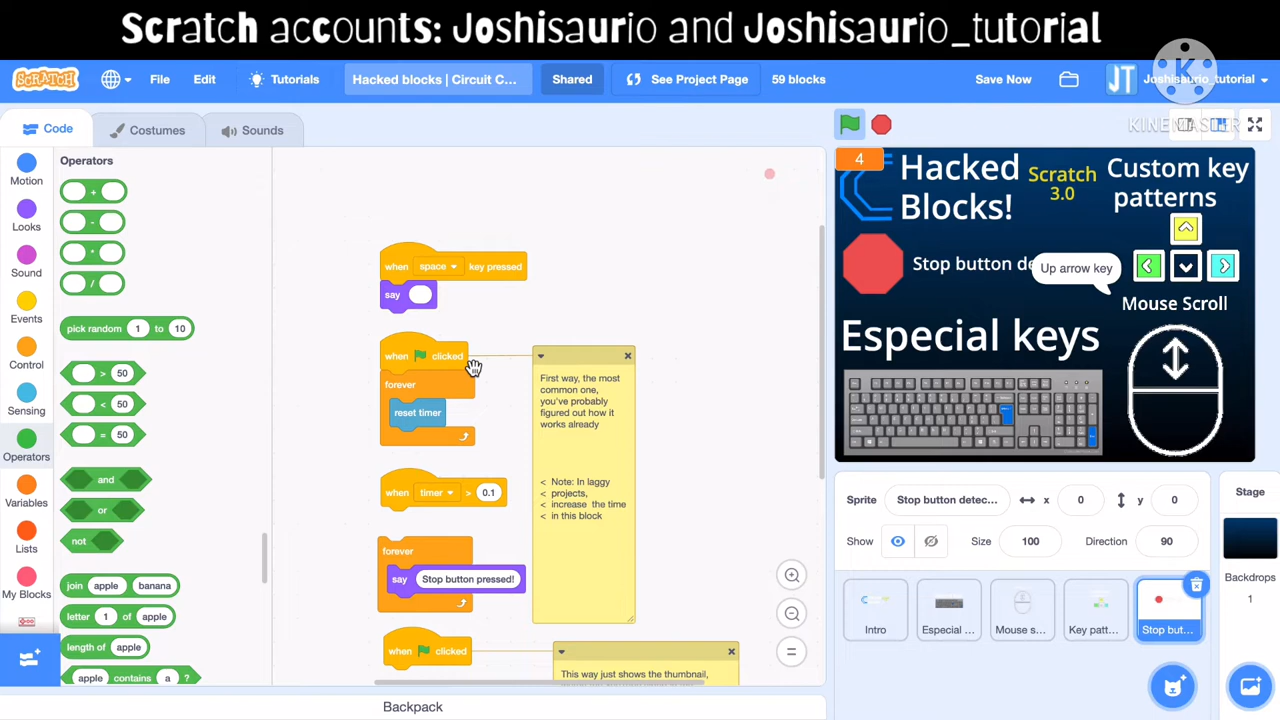 Scratch accounts: Joshisaurio and Joshisaurio_tutorial
SCRATCH
File
Edit
Tutorials
Hacked blocks | Circuit C...
Shared
See Project Page
59 blocks
Save Now
JT
Joshisaurio_tutorial
K
KINEMASTER
Code
Costumes
Sounds
Motion
Looks
Sound
Events
Control
Sensing
Operators
Variables
Lists
My Blocks
Operators
+
-
*
/
pick random 1 to 10
> 50
< 50
= 50
and
or
not
join apple banana
letter 1 of apple
length of apple
apple contains a ?
when space key pressed
say
when clicked
forever
reset timer
when timer > 0.1
forever
say Stop button pressed!
when clicked
First way, the most
common one,
you've probably
figured out how it
works already
< Note: In laggy
< projects,
< increase the time
< in this block
This way just shows the thumbnail,
4
Hacked
Blocks!
Scratch
3.0
Custom key
patterns
Stop button de
Up arrow key
Mouse Scroll
Especial keys
Sprite
Stop button detec...
x
0
y
0
Show
Size
100
Direction
90
Intro
Especial ...
Mouse s...
Key patt...
Stop but...
Stage
Backdrops
1
Backpack